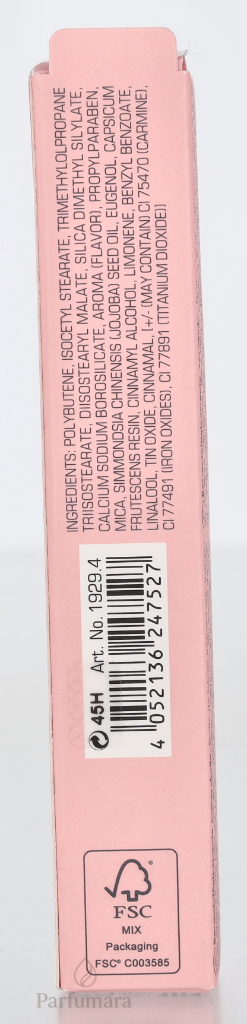 INGREDIENTS: POLYBUTENE, ISOCETYL STEARATE, TRIMETHYLOLPROPANE
TRIISOSTEARATE, DIISOSTEARYL MALATE, SILICA DIMETHYL SILYLATE,
CALCIUM SODIUM BOROSILICATE, AROMA (FLAVOR), PROPYLPARABEN,
MICA, SIMMONDSIA CHINENSIS (JOJOBA) SEED OIL, EUGENOL, CAPSICUM
FRUTESCENS RESIN, CINNAMYL ALCOHOL, LIMONENE, BENZYL BENZOATE,
LINALOOL, TIN OXIDE, CINNAMAL, [+/- (MAY CONTAIN) CI 75470 (CARMINE),
CI 77491 (IRON OXIDES), CI 77891 (TITANIUM DIOXIDE)]
45H Art. No. 1929.4
4 052136 247527
FSC
MIX
Packaging
FSC® C003585
Parfumara